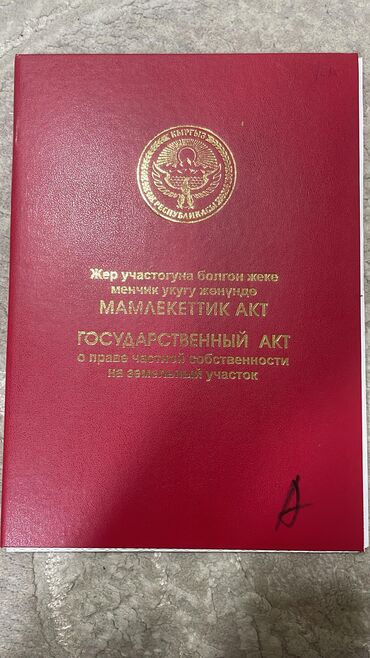 КЫРГЫЗ
РЕСПУБЛИКАСЫ
Жер участогуна болгон жеке
менчик укугу жөнүндө
МАМЛЕКЕТТИК АКТ
ГОСУДАРСТВЕННЫЙ АКТ
о праве частной собственности
на земельный участок